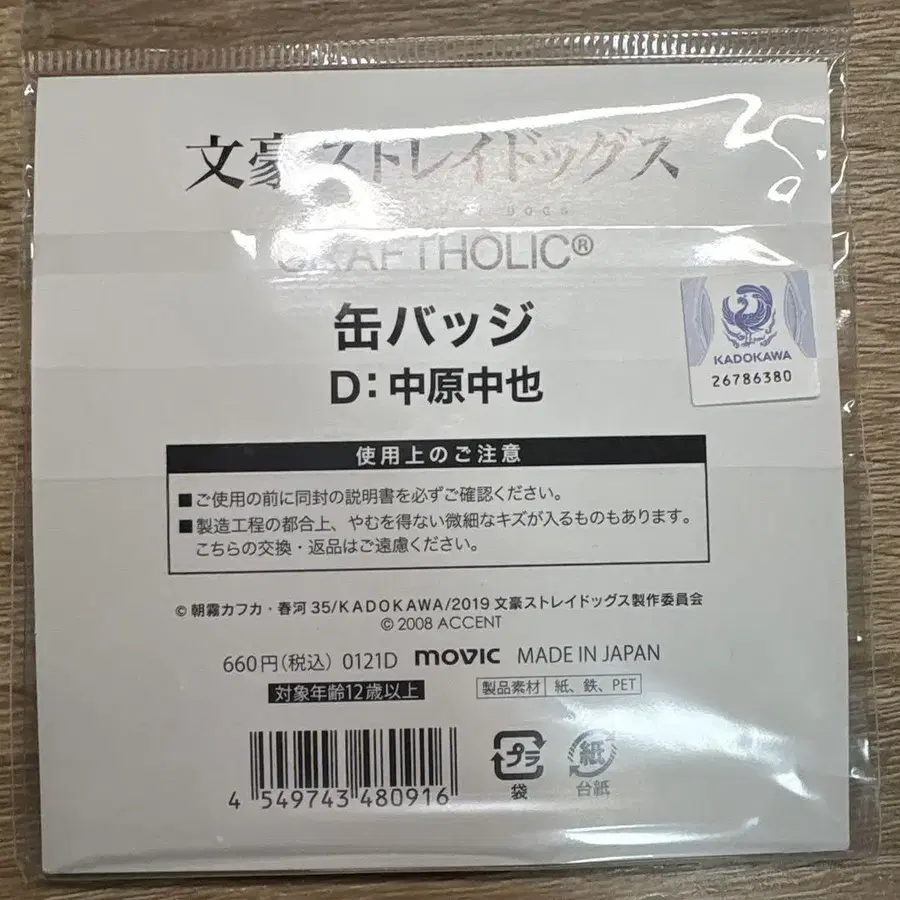 文豪ストレイドッグス
CRAFTHOLIC®
缶バッジ
D：中原中也
KADOKAWA
26786380
使用上のご注意
■ご使用の前に同封の説明書を必ずご確認ください。
■製造工程の都合上、やむを得ない微細なキズが入るものもあります。
こちらの交換・返品はご遠慮ください。
© 朝霧カフカ・春河35/KADOKAWA/2019 文豪ストレイドッグス製作委員会
© 2008 ACCENT
660円(税込) 0121D movic MADE IN JAPAN
対象年齢12歳以上 製品素材 紙、鉄、PET
プラ 紙
袋 台紙
4 549743 480916